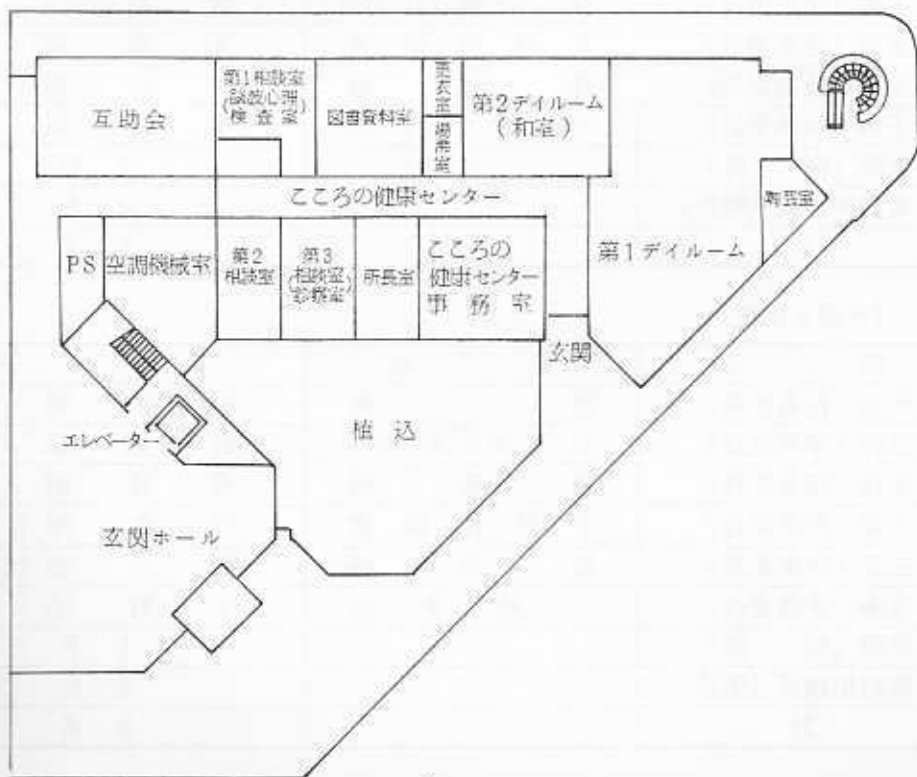 互助会
第1相談室
(脳波心理
検査室)
図書資料室
更衣室
湯沸室
第2デイルーム
(和室)
こころの健康センター
陶芸室
第1デイルーム
PS
空調機械室
第2
相談室
第3
(相談室)
診察室
所長室
こころの
健康センター
事務室
玄関
植込
エレベーター
玄関ホール